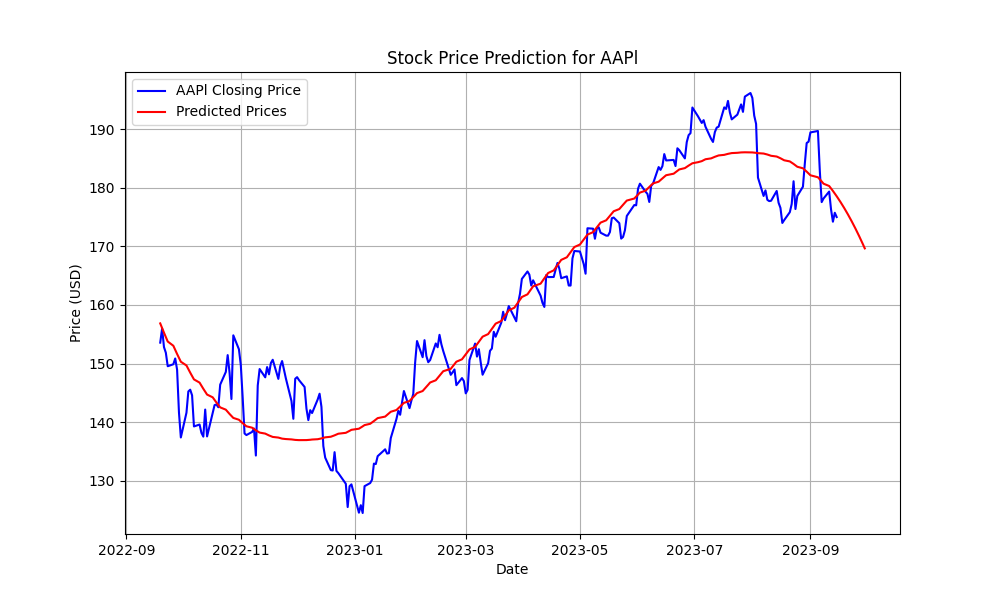 Stock Price Prediction for AAPl
AAPl Closing Price
Predicted Prices
Price (USD)
190
180
170
160
150
140
130
2022-09 2022-11 2023-01 2023-03 2023-05 2023-07 2023-09
Date